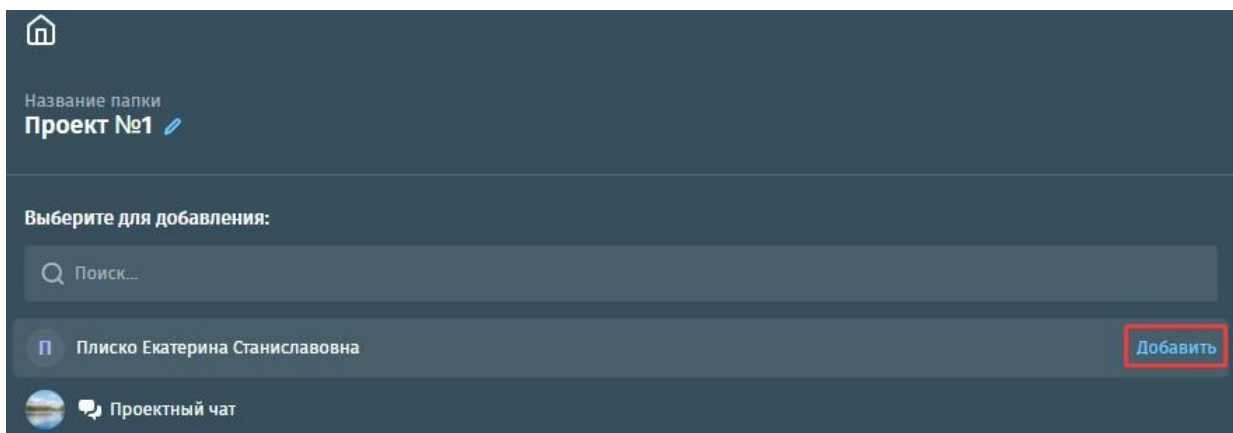 Название папки
Проект №1
Выберите для добавления:
Поиск...
П Плиско Екатерина Станиславовна Добавить
Проектный чат